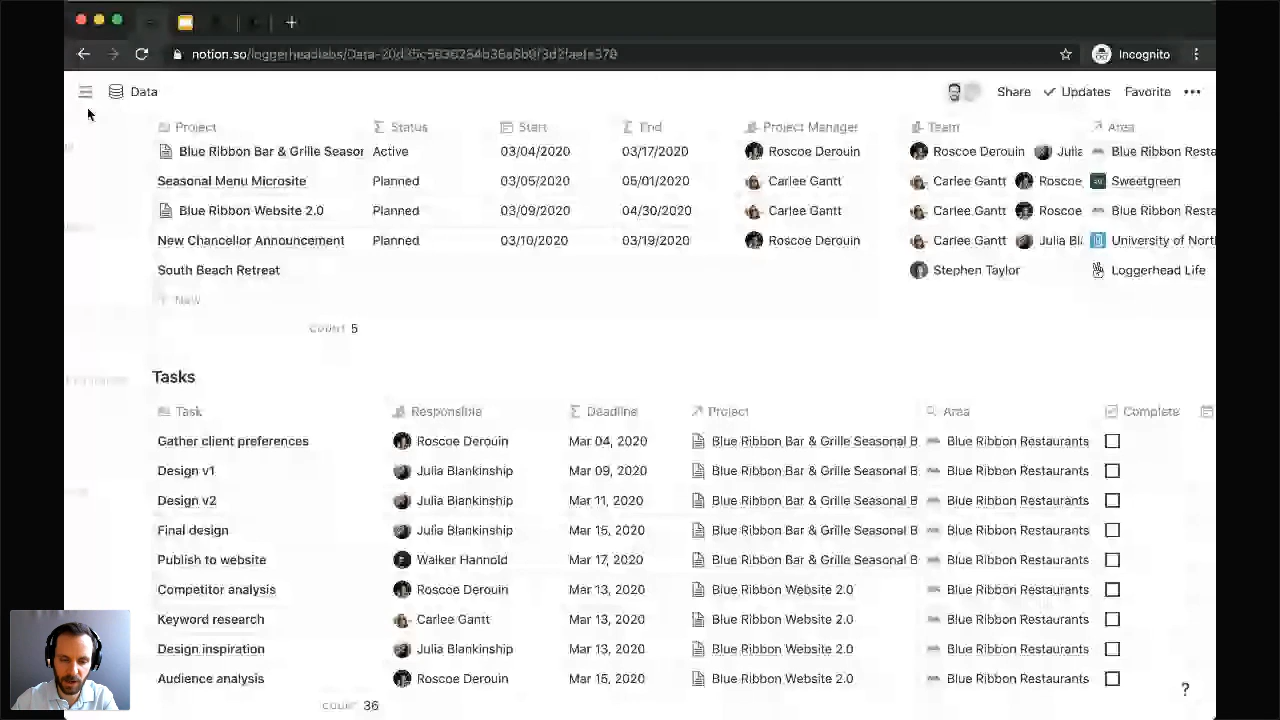 notion.so/loggerheadlabs/Data-
Incognito
Data Share Updates Favorite
Project Status Start End Project Manager Team Area
Blue Ribbon Bar & Grille Season Active 03/04/2020 03/17/2020 Roscoe Derouin Roscoe Derouin Julia Blue Ribbon Resta
Seasonal Menu Microsite Planned 03/05/2020 05/01/2020 Carlee Gantt Carlee Gantt Roscoe Sweetgreen
Blue Ribbon Website 2.0 Planned 03/09/2020 04/30/2020 Carlee Gantt Carlee Gantt Roscoe Blue Ribbon Resta
New Chancellor Announcement Planned 03/10/2020 03/19/2020 Roscoe Derouin Carlee Gantt Julia Bl University of Nort
South Beach Retreat Stephen Taylor Loggerhead Life
New
COUNT 5
Tasks
Task Responsible Deadline Project Area Complete
Gather client preferences Roscoe Derouin Mar 04, 2020 Blue Ribbon Bar & Grille Seasonal B Blue Ribbon Restaurants
Design v1 Julia Blankinship Mar 09, 2020 Blue Ribbon Bar & Grille Seasonal B Blue Ribbon Restaurants
Design v2 Julia Blankinship Mar 11, 2020 Blue Ribbon Bar & Grille Seasonal B Blue Ribbon Restaurants
Final design Julia Blankinship Mar 15, 2020 Blue Ribbon Bar & Grille Seasonal B Blue Ribbon Restaurants
Publish to website Walker Hannold Mar 17, 2020 Blue Ribbon Bar & Grille Seasonal B Blue Ribbon Restaurants
Competitor analysis Roscoe Derouin Mar 13, 2020 Blue Ribbon Website 2.0 Blue Ribbon Restaurants
Keyword research Carlee Gantt Mar 13, 2020 Blue Ribbon Website 2.0 Blue Ribbon Restaurants
Design inspiration Julia Blankinship Mar 13, 2020 Blue Ribbon Website 2.0 Blue Ribbon Restaurants
Audience analysis Roscoe Derouin Mar 15, 2020 Blue Ribbon Website 2.0 Blue Ribbon Restaurants
COUNT 36
?